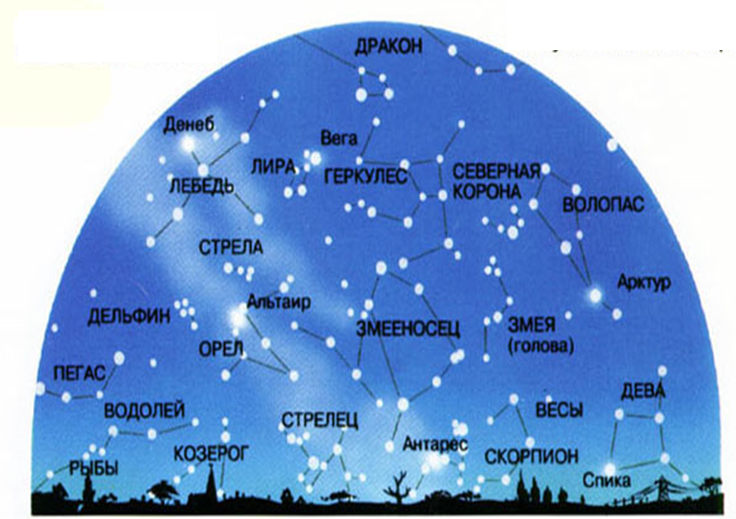 ДРАКОН
Денеб
Вега
ЛИРА
ГЕРКУЛЕС
СЕВЕРНАЯ
КОРОНА
ЛЕБЕДЬ
ВОЛОПАС
СТРЕЛА
Арктур
Альтаир
ДЕЛЬФИН
ЗМЕЕНОСЕЦ
ЗМЕЯ
(голова)
ОРЕЛ
ПЕГАС
ДЕВА
ВОДОЛЕЙ
ВЕСЫ
СТРЕЛЕЦ
Антарес
КОЗЕРОГ
СКОРПИОН
РЫБЫ
Спика